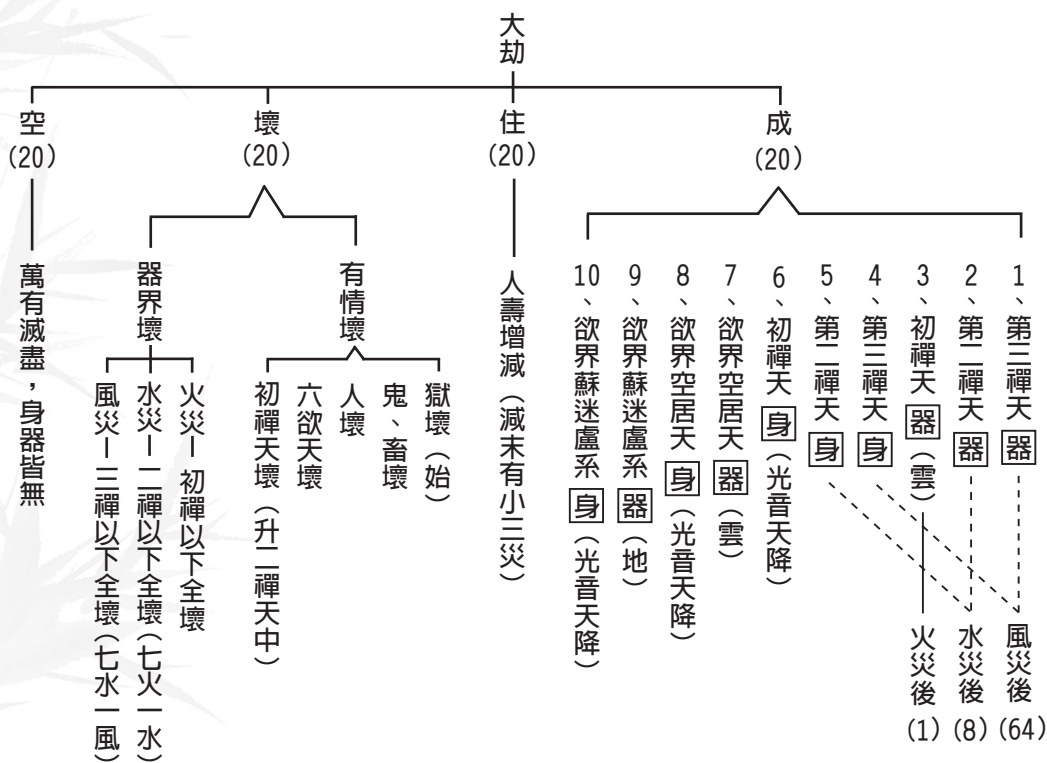 大劫
成
(20)
1、第三禪天 器
2、第二禪天 器
3、初禪天 器（雲）
4、第三禪天 身
5、第二禪天 身
6、初禪天 身（光音天降）
7、欲界空居天 器（雲）
8、欲界空居天 身（光音天降）
9、欲界蘇迷盧系 器（地）
10、欲界蘇迷盧系 身（光音天降）
風災後(64)
水災後(8)
火災後(1)
住
(20)
人壽增減（減末有小三災）
壞
(20)
有情壞
獄壞（始）
鬼、畜壞
人壞
六欲天壞
初禪天壞（升二禪天中）
器界壞
火災－初禪以下全壞
水災－二禪以下全壞（七火一水）
風災－三禪以下全壞（七水一風）
空
(20)
萬有滅盡，身器皆無